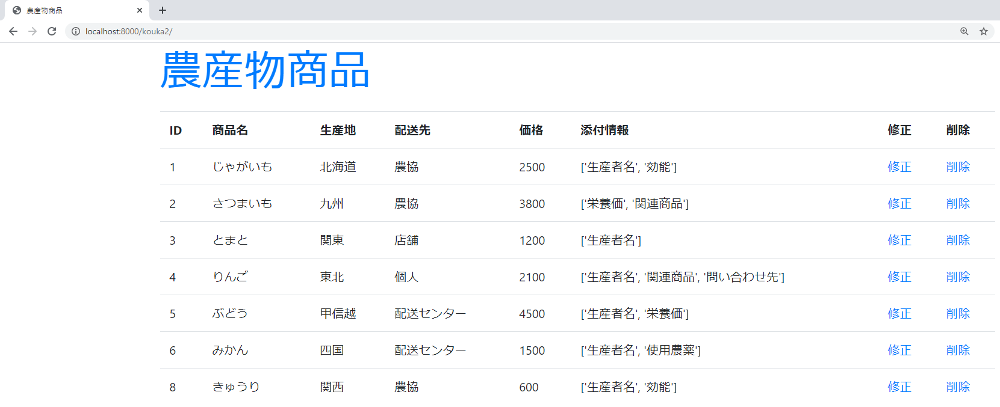 農産物商品
localhost:8000/kouka2/
農産物商品
ID 商品名 生産地 配送先 価格 添付情報 修正 削除
1 じゃがいも 北海道 農協 2500 ['生産者名', '効能'] 修正 削除
2 さつまいも 九州 農協 3800 ['栄養価', '関連商品'] 修正 削除
3 とまと 関東 店舗 1200 ['生産者名'] 修正 削除
4 りんご 東北 個人 2100 ['生産者名', '関連商品', '問い合わせ先'] 修正 削除
5 ぶどう 甲信越 配送センター 4500 ['生産者名', '栄養価'] 修正 削除
6 みかん 四国 配送センター 1500 ['生産者名', '使用農薬'] 修正 削除
8 きゅうり 関西 農協 600 ['生産者名', '効能'] 修正 削除